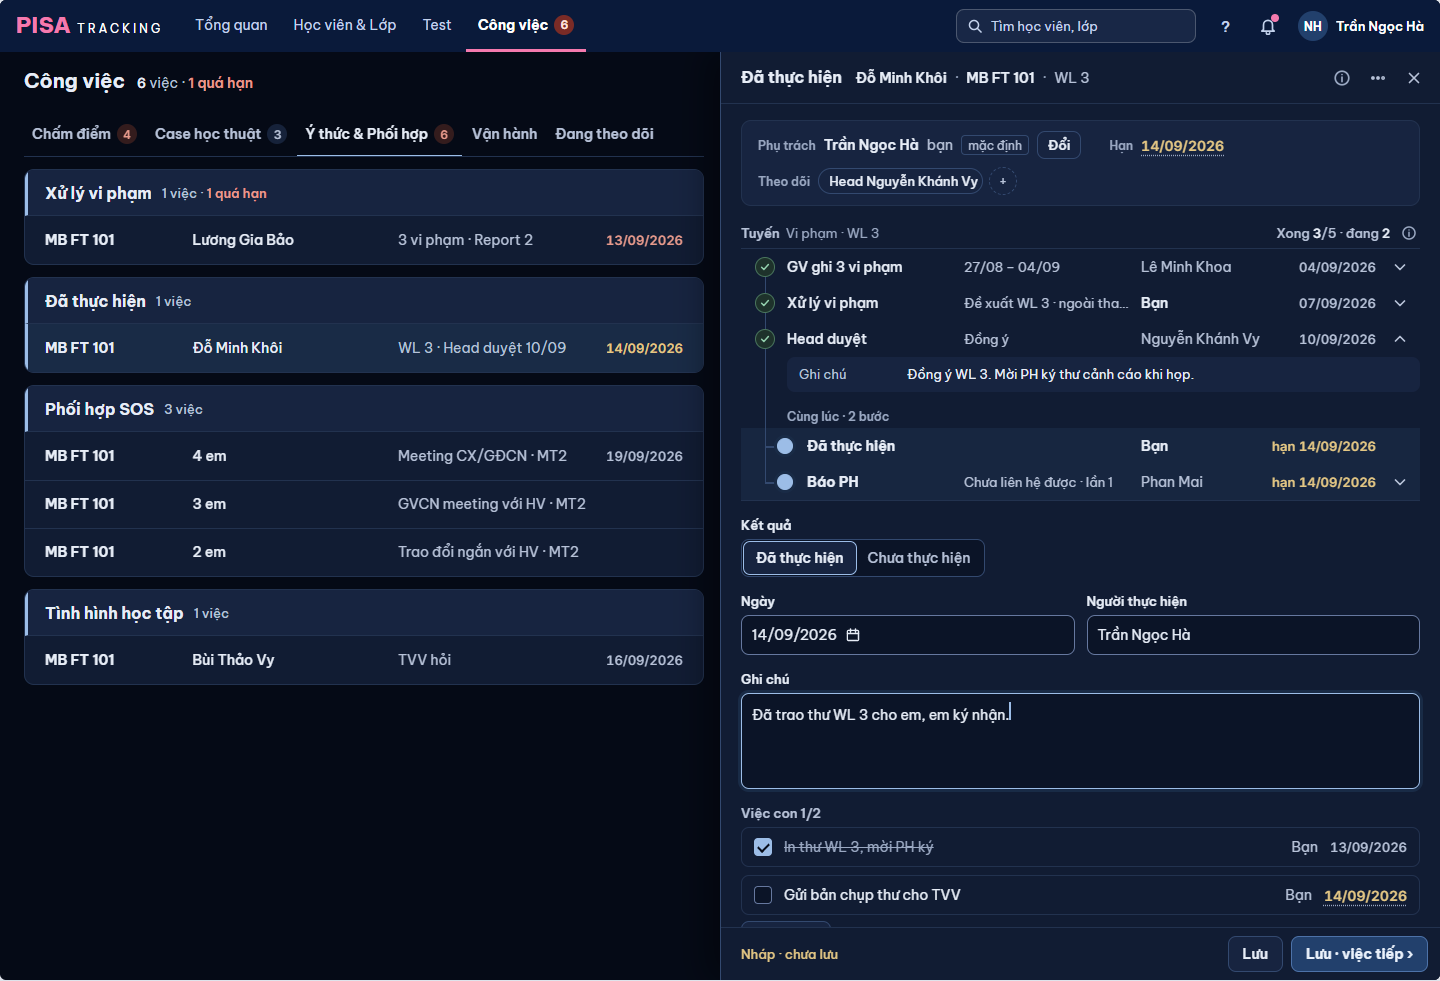 PISA TRACKING Tổng quan Học viên & Lớp Test Công việc 6 Tìm học viên, lớp ? NH Trần Ngọc Hà
Công việc 6 việc · 1 quá hạn
Chấm điểm 4 Case học thuật 3 Ý thức & Phối hợp 6 Vận hành Đang theo dõi
Xử lý vi phạm 1 việc · 1 quá hạn
MB FT 101 Lương Gia Bảo 3 vi phạm · Report 2 13/09/2026
Đã thực hiện 1 việc
MB FT 101 Đỗ Minh Khôi WL 3 · Head duyệt 10/09 14/09/2026
Phối hợp SOS 3 việc
MB FT 101 4 em Meeting CX/GĐCN · MT2 19/09/2026
MB FT 101 3 em GVCN meeting với HV · MT2
MB FT 101 2 em Trao đổi ngắn với HV · MT2
Tình hình học tập 1 việc
MB FT 101 Bùi Thảo Vy TVV hỏi 16/09/2026
Đã thực hiện Đỗ Minh Khôi · MB FT 101 · WL 3
Phụ trách Trần Ngọc Hà bạn mặc định Đổi Hạn 14/09/2026
Theo dõi Head Nguyễn Khánh Vy +
Tuyến Vi phạm · WL 3 Xong 3/5 · đang 2
GV ghi 3 vi phạm 27/08 – 04/09 Lê Minh Khoa 04/09/2026
Xử lý vi phạm Đề xuất WL 3 · ngoài tha... Bạn 07/09/2026
Head duyệt Đồng ý Nguyễn Khánh Vy 10/09/2026
Ghi chú Đồng ý WL 3. Mời PH ký thư cảnh cáo khi họp.
Cùng lúc · 2 bước
Đã thực hiện Bạn hạn 14/09/2026
Báo PH Chưa liên hệ được · lần 1 Phan Mai hạn 14/09/2026
Kết quả
Đã thực hiện Chưa thực hiện
Ngày Người thực hiện
14/09/2026 Trần Ngọc Hà
Ghi chú
Đã trao thư WL 3 cho em, em ký nhận.
Việc con 1/2
In thư WL 3, mời PH ký Bạn 13/09/2026
Gửi bản chụp thư cho TVV Bạn 14/09/2026
Nháp · chưa lưu Lưu Lưu · việc tiếp ›